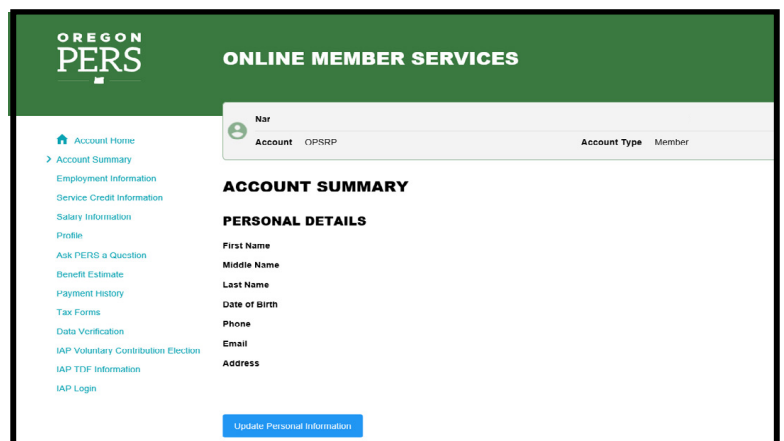 OREGON
PERS
ONLINE MEMBER SERVICES
Nar
Account OPSRP Account Type Member
Account Home
Account Summary
Employment Information
Service Credit Information
Salary Information
Profile
Ask PERS a Question
Benefit Estimate
Payment History
Tax Forms
Data Verification
IAP Voluntary Contribution Election
IAP TDF Information
IAP Login
ACCOUNT SUMMARY
PERSONAL DETAILS
First Name
Middle Name
Last Name
Date of Birth
Phone
Email
Address
Update Personal Information